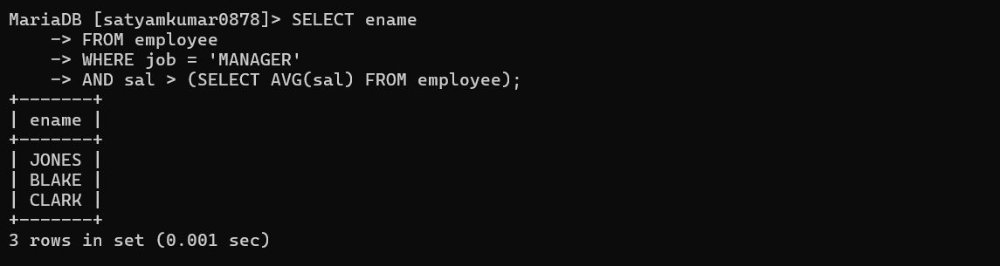 MariaDB [satyamkumar0878]> SELECT ename
    -> FROM employee
    -> WHERE job = 'MANAGER'
    -> AND sal > (SELECT AVG(sal) FROM employee);
+-------+
| ename |
+-------+
| JONES |
| BLAKE |
| CLARK |
+-------+
3 rows in set (0.001 sec)